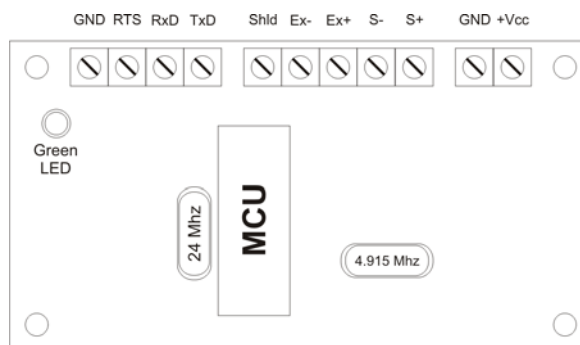 GND RTS RxD TxD Shld Ex- Ex+ S- S+ GND +Vcc
Green
LED
24 Mhz
MCU
4.915 Mhz